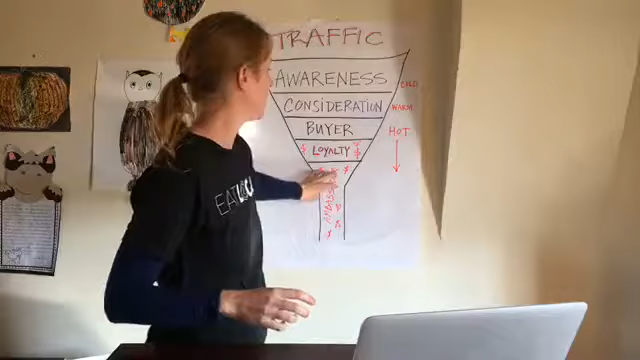 TRAFFIC
AWARENESS
COLD
CONSIDERATION
WARM
BUYER
HOT
$ LOYALTY $
EAT